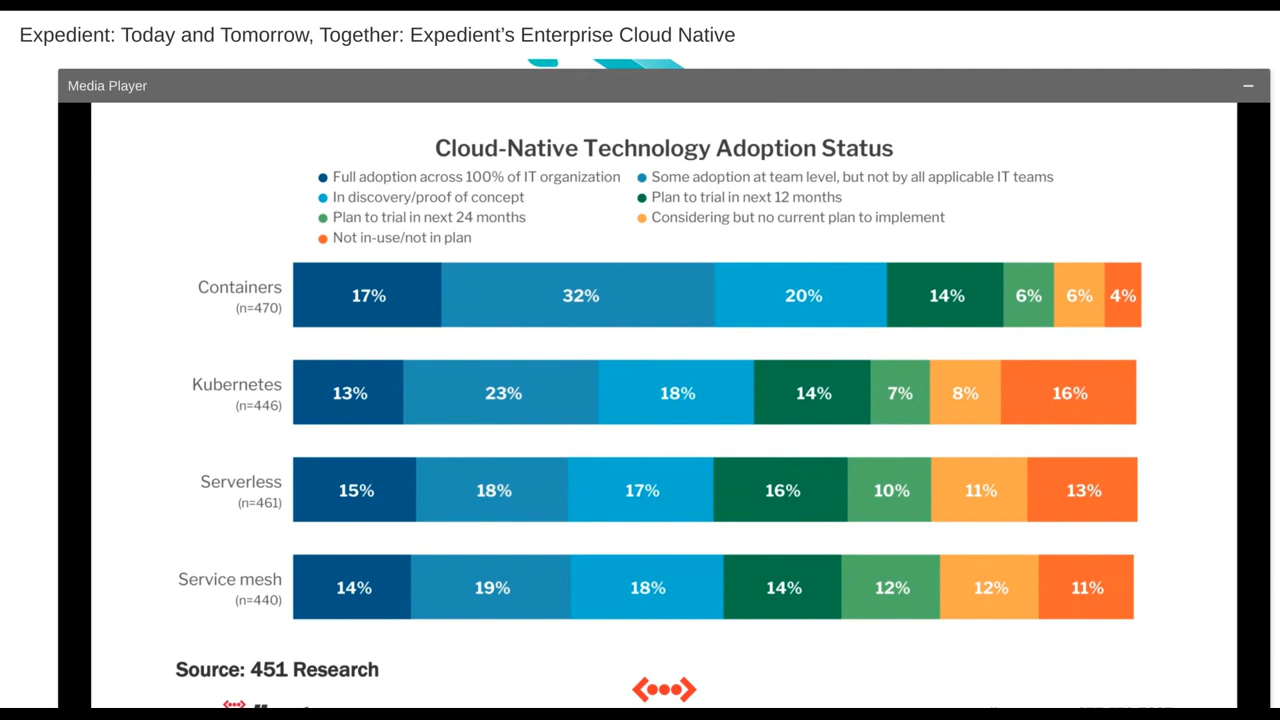 Expedient: Today and Tomorrow, Together: Expedient’s Enterprise Cloud Native
Media Player
Cloud-Native Technology Adoption Status
Full adoption across 100% of IT organization
Some adoption at team level, but not by all applicable IT teams
In discovery/proof of concept
Plan to trial in next 12 months
Plan to trial in next 24 months
Considering but no current plan to implement
Not in-use/not in plan
Containers
(n=470)
17% 32% 20% 14% 6% 6% 4%
Kubernetes
(n=446)
13% 23% 18% 14% 7% 8% 16%
Serverless
(n=461)
15% 18% 17% 16% 10% 11% 13%
Service mesh
(n=440)
14% 19% 18% 14% 12% 12% 11%
Source: 451 Research